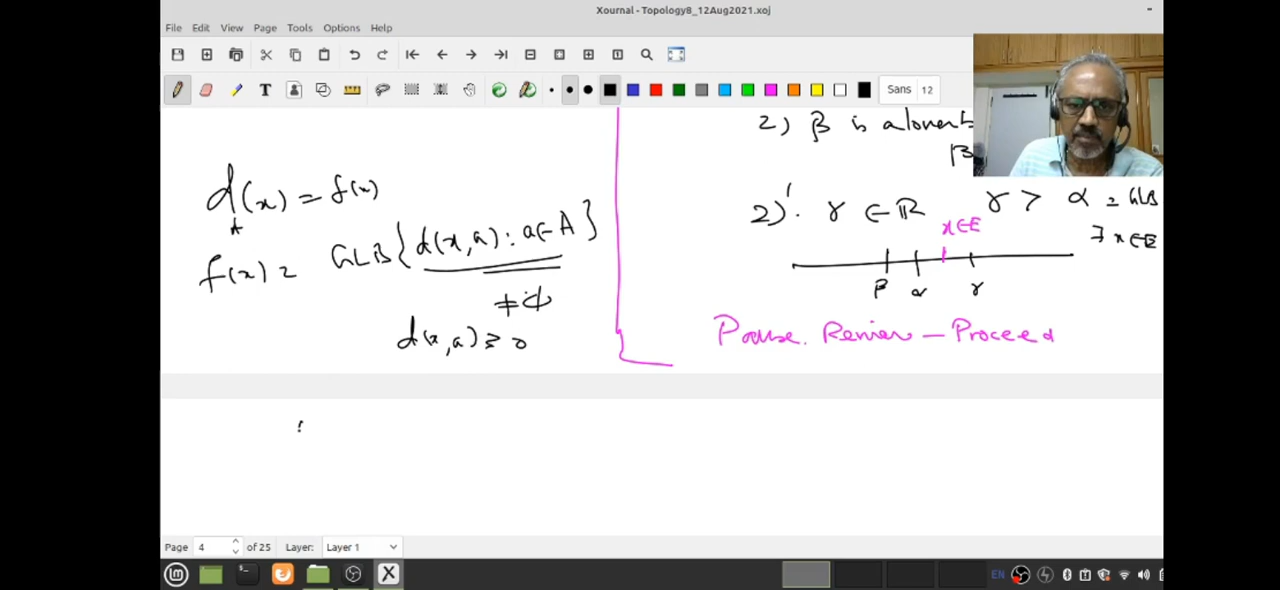 Xournal - Topology8_12Aug2021.xoj
File Edit View Page Tools Options Help
Sans 12
d_A(x) = f(x)
f(x) = GLB{d(x,a) : a ∈ A}
≠ ∅
d(x,a) ≥ 0
2) β is a lower b
β
2)'. γ ∈ ℝ γ > α = GLB
∃ x ∈ E
x ∈ E
β α γ
Pause. Review – Proceed
Page 4 of 25 Layer: Layer 1
EN